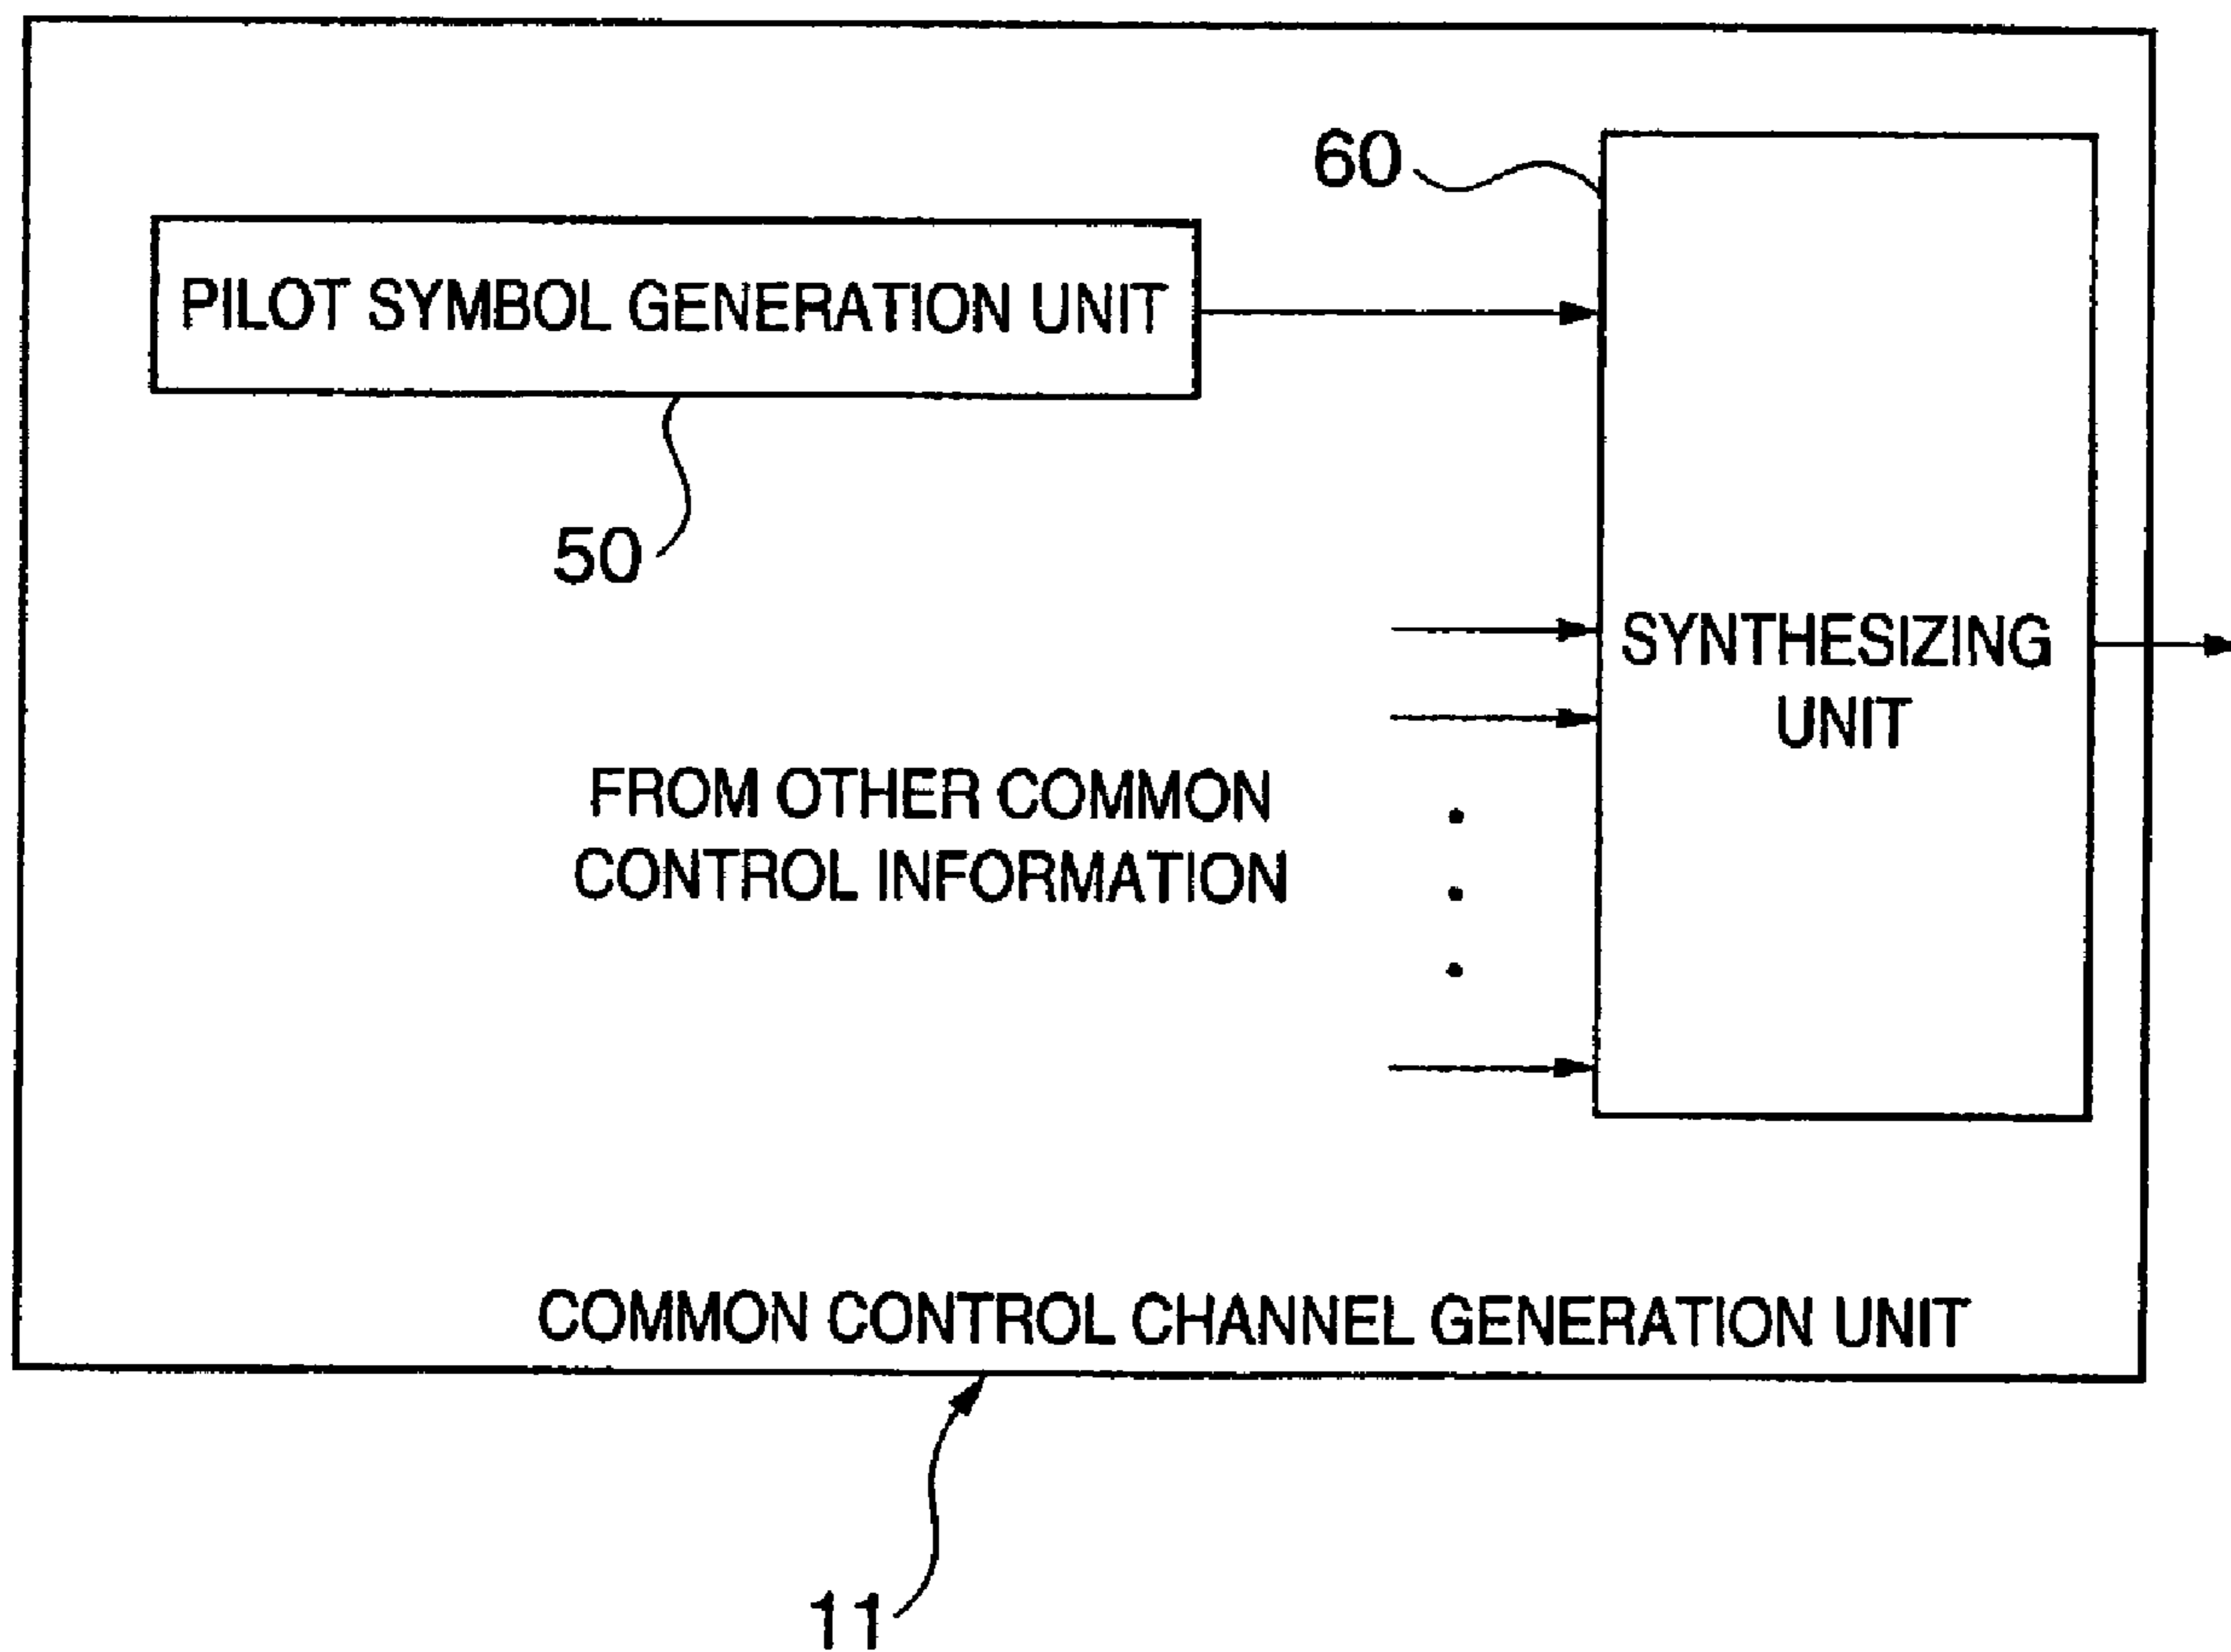 60
PILOT SYMBOL GENERATION UNIT
50
SYNTHESIZING
UNIT
FROM OTHER COMMON
CONTROL INFORMATION
COMMON CONTROL CHANNEL GENERATION UNIT
11